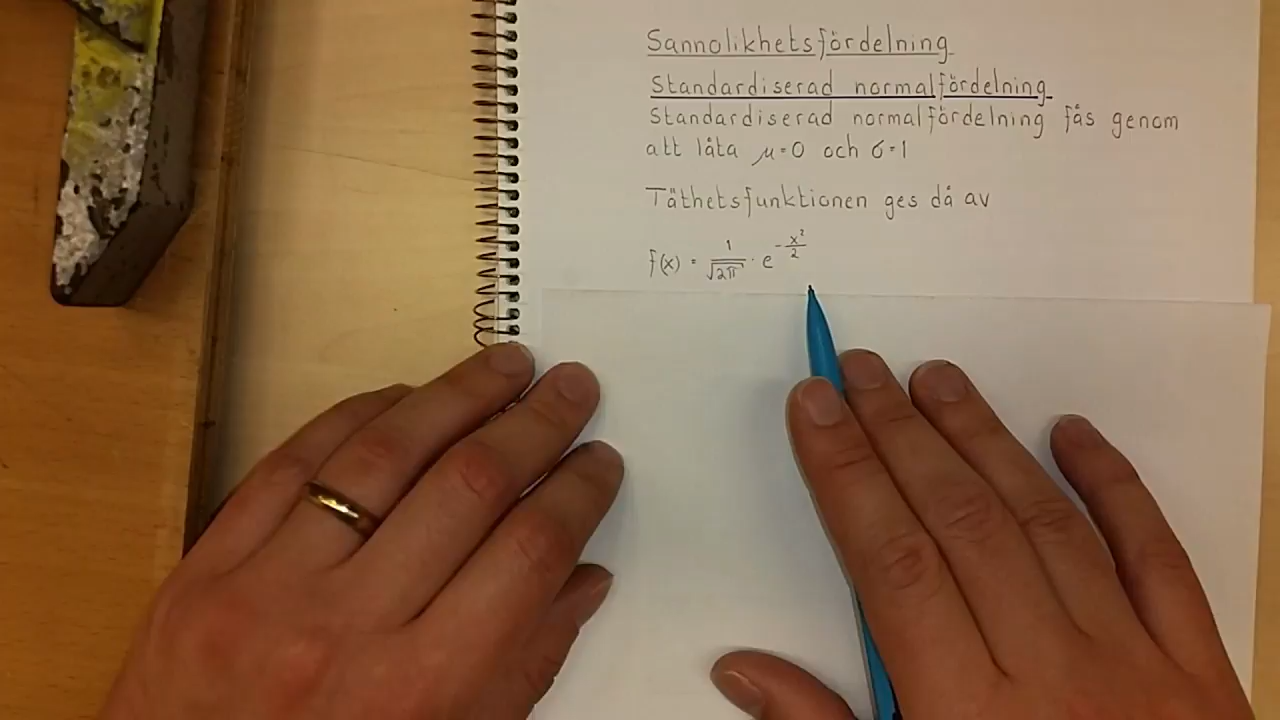 Sannolikhetsfördelning
Standardiserad normalfördelning
Standardiserad normalfördelning fås genom
att låta μ=0 och σ=1
Täthetsfunktionen ges då av
f(x) = 1/√2π · e^(-x²/2)